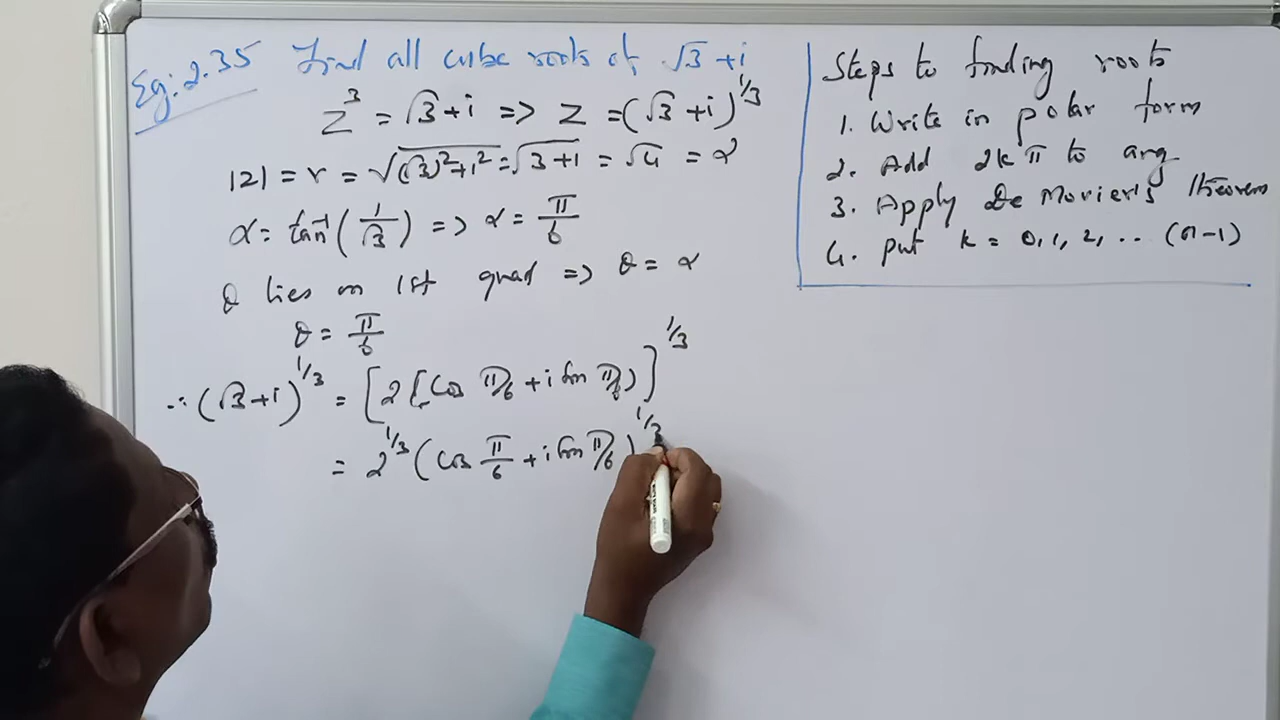 Eg: 2.35 Find all cube roots of √3+i
z³ = √3+i => z = (√3+i)^1/3
|z| = r = √((√3)²+1²) = √3+1 = √4 = 2
α = tan⁻¹(1/√3) => α = π/6
θ lies in 1st quad => θ = α
θ = π/6
∴ (√3+i)^1/3 = [2[cos π/6 + i sin π/6)]^1/3
= 2^1/3 (cos π/6 + i sin π/6)^1/3
Steps to finding roots
1. Write in polar form
2. Add 2kπ to arg
3. Apply De Movier's theorem
4. put k = 0, 1, 2, .. (n-1)